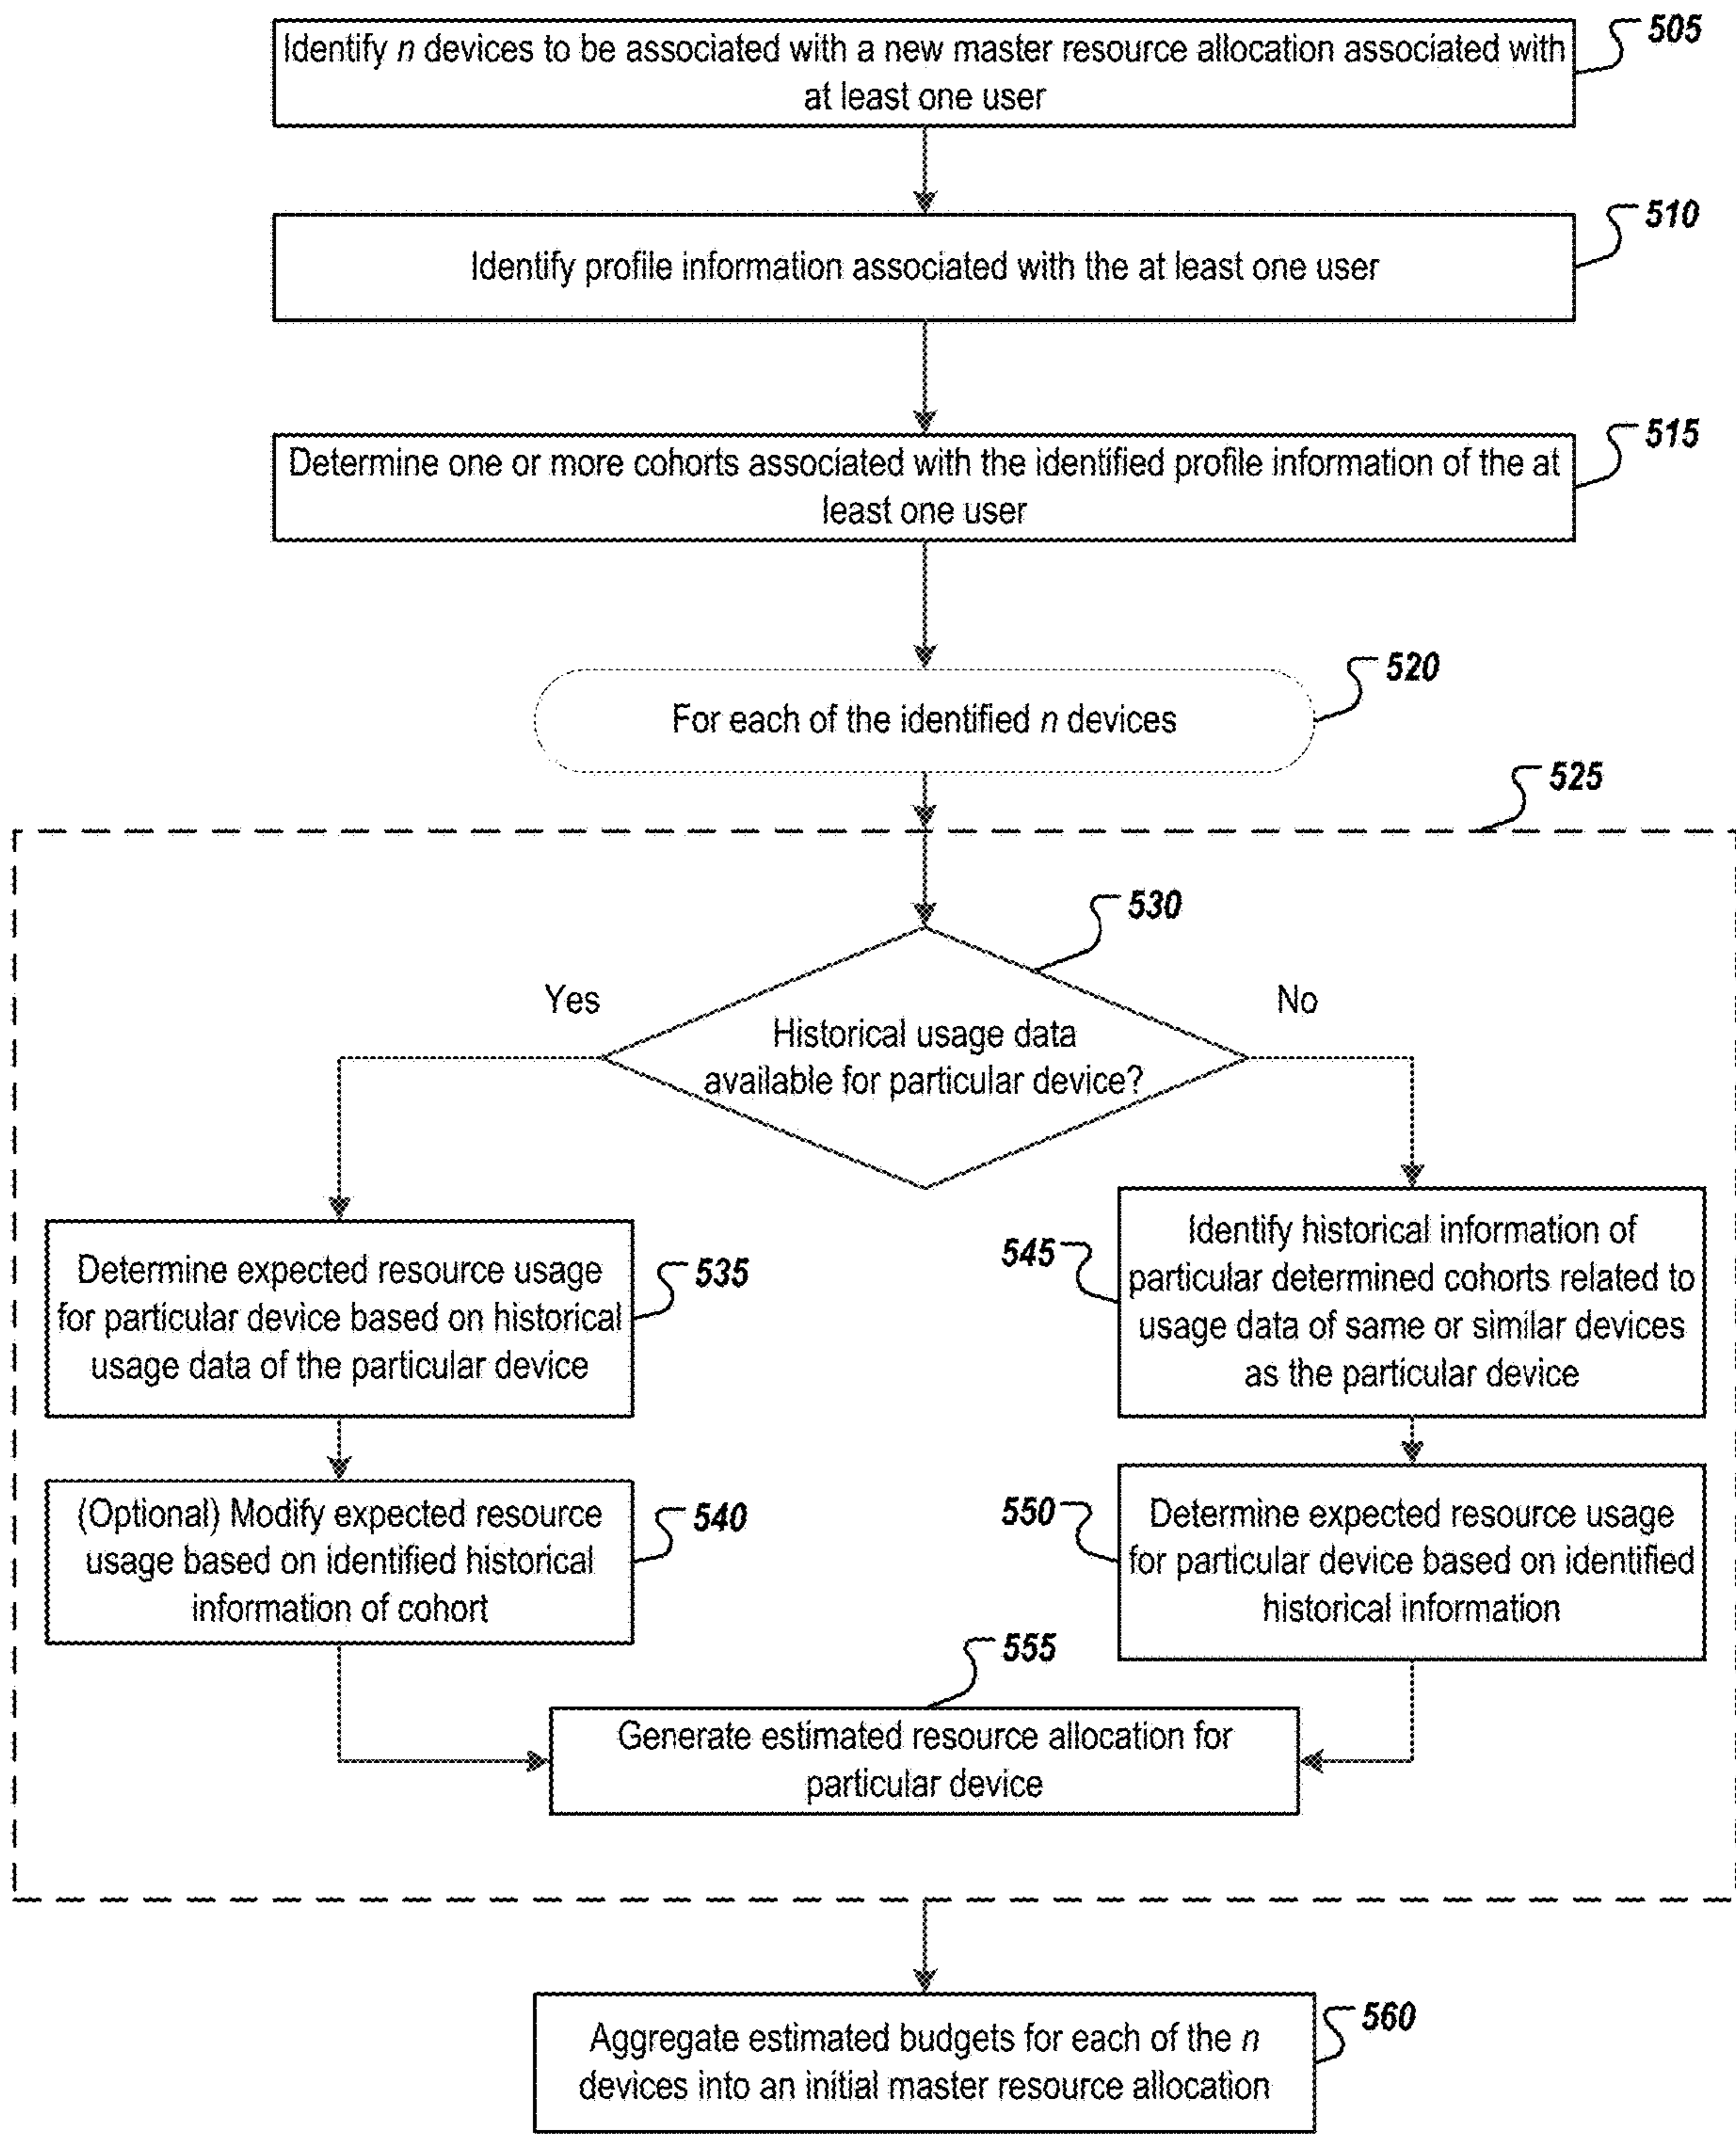 505
Identify n devices to be associated with a new master resource allocation associated with
at least one user
510
Identify profile information associated with the at least one user
515
Determine one or more cohorts associated with the identified profile information of the at
least one user
520
For each of the identified n devices
525
530
Yes
No
Historical usage data
available for particular device?
Determine expected resource usage
for particular device based on historical
usage data of the particular device
535
545
Identify historical information of
particular determined cohorts related to
usage data of same or similar devices
as the particular device
(Optional) Modify expected resource
usage based on identified historical
information of cohort
540
550
Determine expected resource usage
for particular device based on identified
historical information
555
Generate estimated resource allocation for
particular device
560
Aggregate estimated budgets for each of the n
devices into an initial master resource allocation